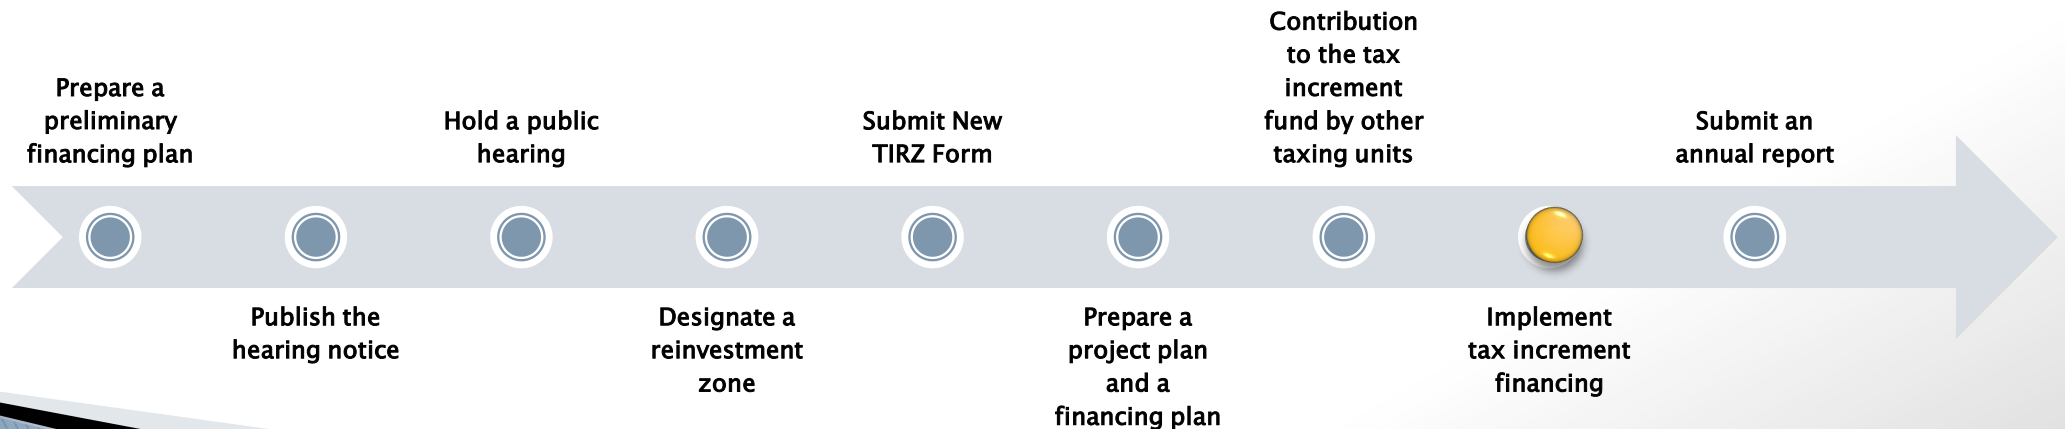 Prepare a
preliminary
financing plan
Publish the
hearing notice
Hold a public
hearing
Designate a
reinvestment
zone
Submit New
TIRZ Form
Prepare a
project plan
and a
financing plan
Contribution
to the tax
increment
fund by other
taxing units
Implement
tax increment
financing
Submit an
annual report